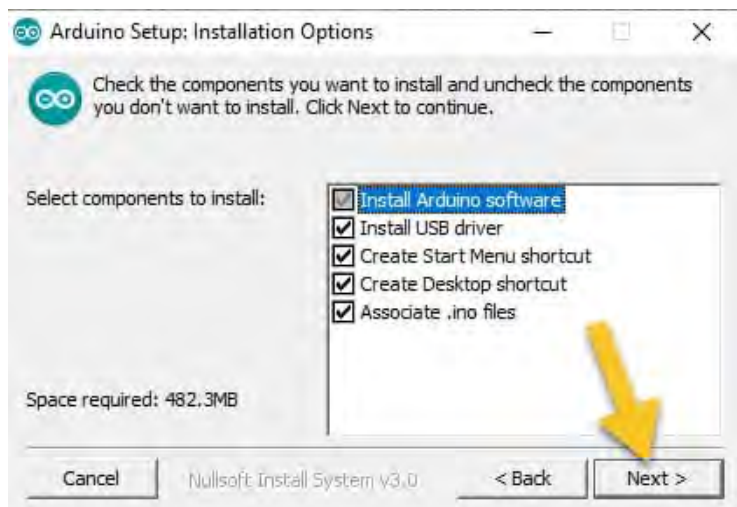 Arduino Setup: Installation Options
Check the components you want to install and uncheck the components
you don't want to install. Click Next to continue.
Select components to install:
Install Arduino software
Install USB driver
Create Start Menu shortcut
Create Desktop shortcut
Associate .ino files
Space required: 482.3MB
Cancel
Nullsoft Install System v3.0
< Back
Next >